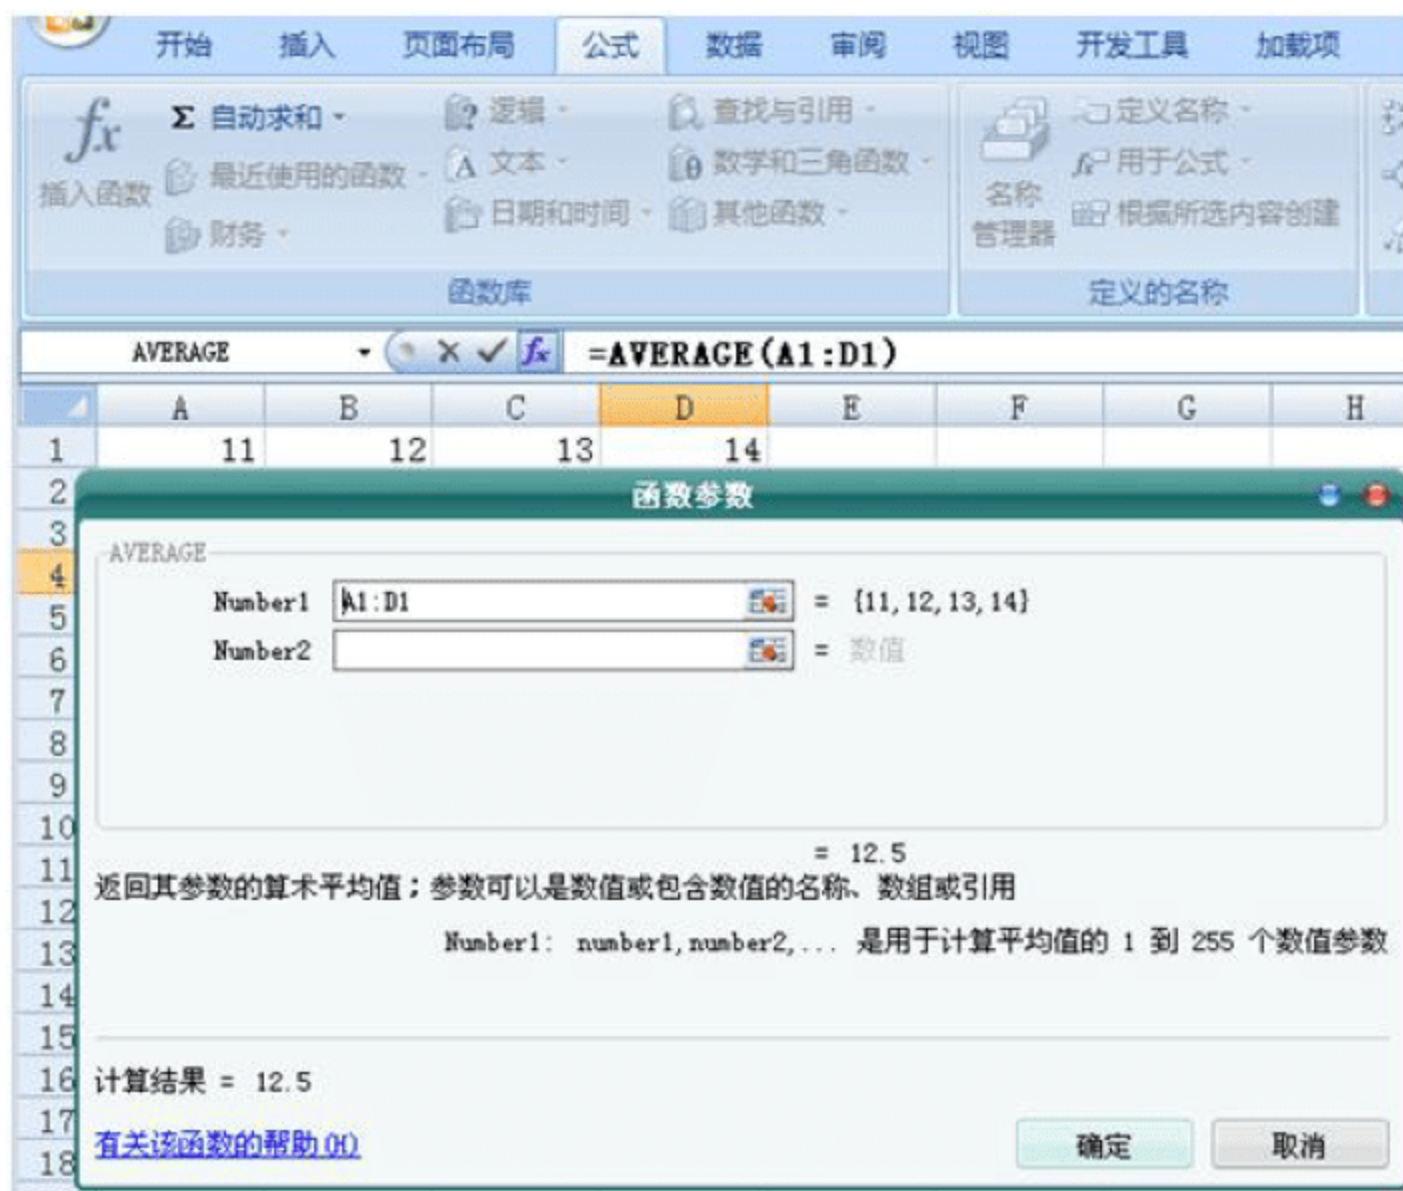 开始 插入 页面布局 公式 数据 审阅 视图 开发工具 加载项
Σ 自动求和 逻辑 查找与引用 定义名称
fx 插入函数 最近使用的函数 A 文本 θ 数学和三角函数 名称管理器 用于公式
财务 日期和时间 其他函数 根据所选内容创建
函数库 定义的名称
AVERAGE fx =AVERAGE(A1:D1)
A B C D E F G H
1 11 12 13 14
2 函数参数
3
AVERAGE
4
Number1 A1:D1 = {11,12,13,14}
5
6 Number2 = 数值
7
8
9
10
= 12.5
11 返回其参数的算术平均值；参数可以是数值或包含数值的名称、数组或引用
12
13 Number1: number1,number2,... 是用于计算平均值的 1 到 255 个数值参数
14
15
16 计算结果 = 12.5
17
18 有关该函数的帮助(H) 确定 取消